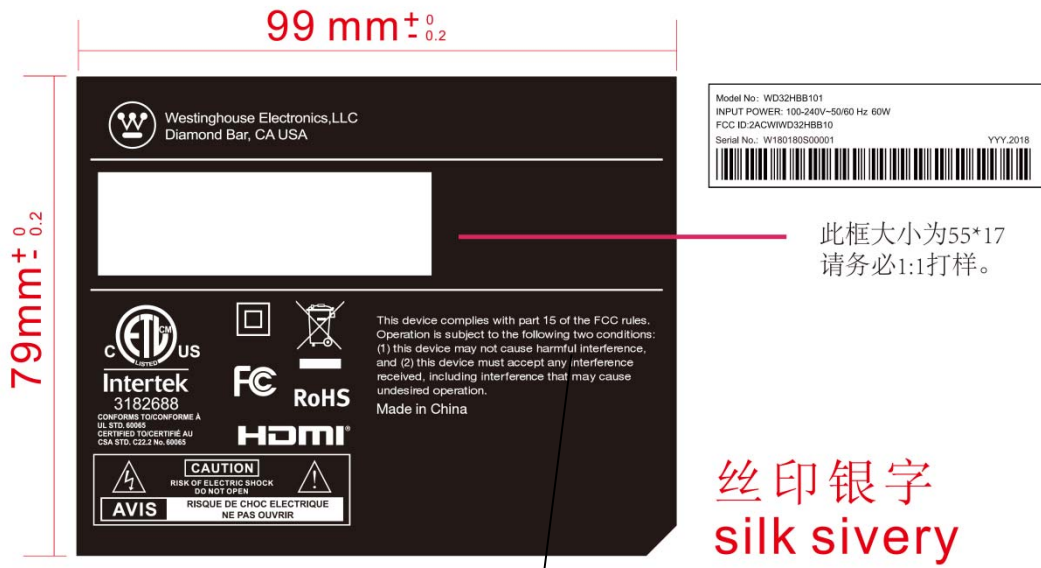 99 mm + 0 - 0.2
79mm + 0 - 0.2
Westinghouse Electronics,LLC
Diamond Bar, CA USA
Model No: WD32HBB101
INPUT POWER: 100-240V~50/60 Hz 60W
FCC ID:2ACWIWD32HBB10
Serial No.: W180180S00001 YYY.2018
此框大小为55*17
请务必1:1打样。
C ETL CM US
LISTED
Intertek
3182688
CONFORMS TO/CONFORME À
UL STD. 60065
CERTIFIED TO/CERTIFIÉ AU
CSA STD. C22.2 No. 60065
FC
RoHS
HDMI®
This device complies with part 15 of the FCC rules.
Operation is subject to the following two conditions:
(1) this device may not cause harmful interference,
and (2) this device must accept any interference
received, including interference that may cause
undesired operation.
Made in China
CAUTION
RISK OF ELECTRIC SHOCK
DO NOT OPEN
AVIS
RISQUE DE CHOC ELECTRIQUE
NE PAS OUVRIR
丝印银字
silk sivery